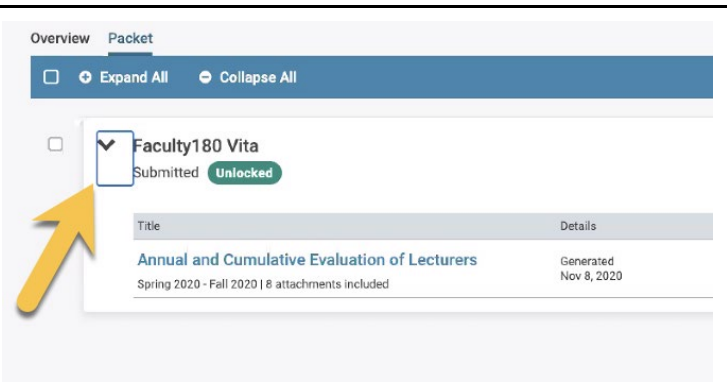 Overview Packet
Expand All Collapse All
Faculty180 Vita
Submitted Unlocked
Title Details
Annual and Cumulative Evaluation of Lecturers Generated
Spring 2020 - Fall 2020 | 8 attachments included Nov 8, 2020